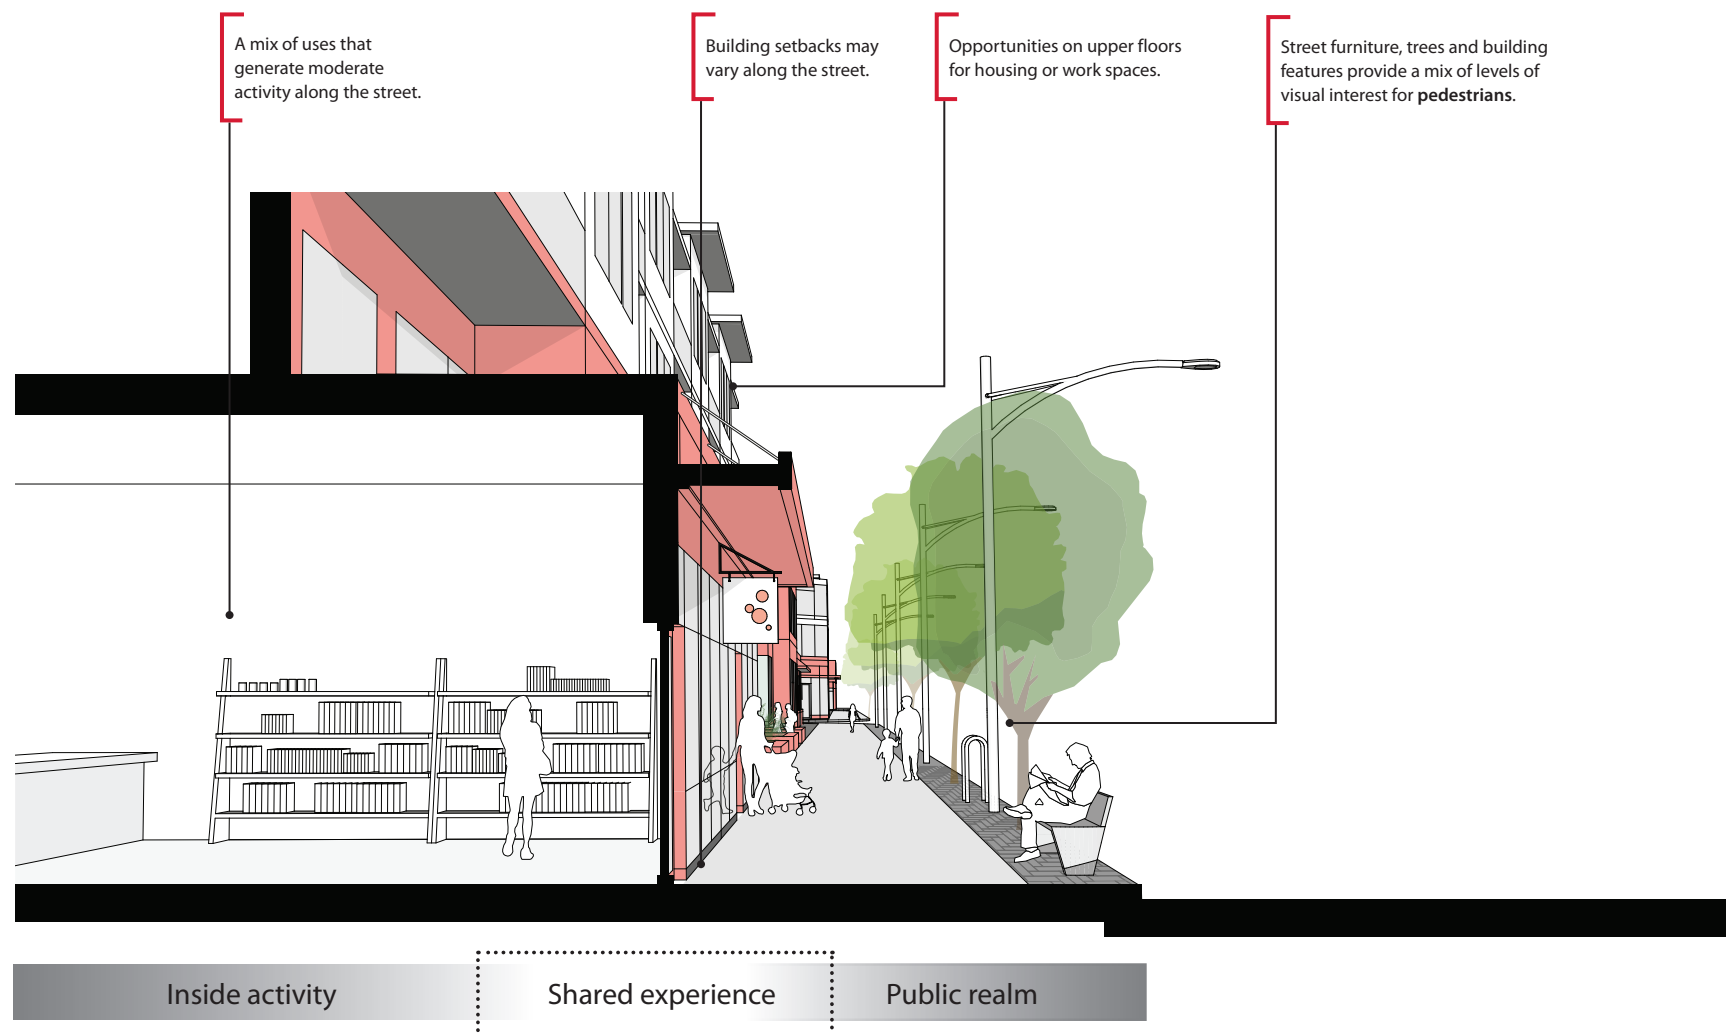 A mix of uses that
generate moderate
activity along the street.
Building setbacks may
vary along the street.
Opportunities on upper floors
for housing or work spaces.
Street furniture, trees and building
features provide a mix of levels of
visual interest for pedestrians.
Inside activity
Shared experience
Public realm